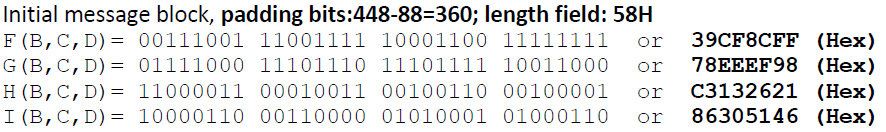 Initial message block, padding bits:448-88=360; length field: 58H
F(B,C,D)= 00111001 11001111 10001100 11111111 or 39CF8CFF (Hex)
G(B,C,D)= 01111000 11101110 11101111 10011000 or 78EEEF98 (Hex)
H(B,C,D)= 11000011 00010011 00100110 00100001 or C3132621 (Hex)
I(B,C,D)= 10000110 00110000 01010001 01000110 or 86305146 (Hex)